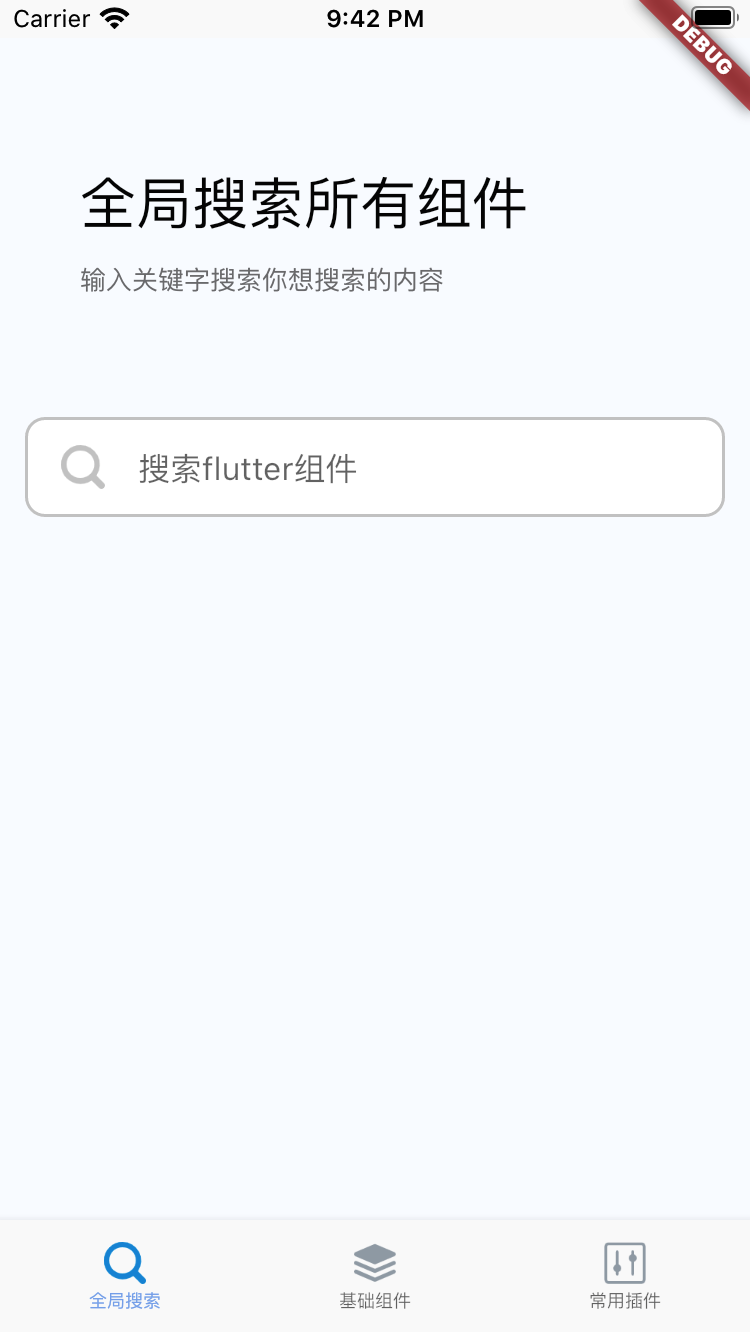 Carrier 9:42 PM
DEBUG
全局搜索所有组件
输入关键字搜索你想搜索的内容
搜索flutter组件
全局搜索
基础组件
常用插件